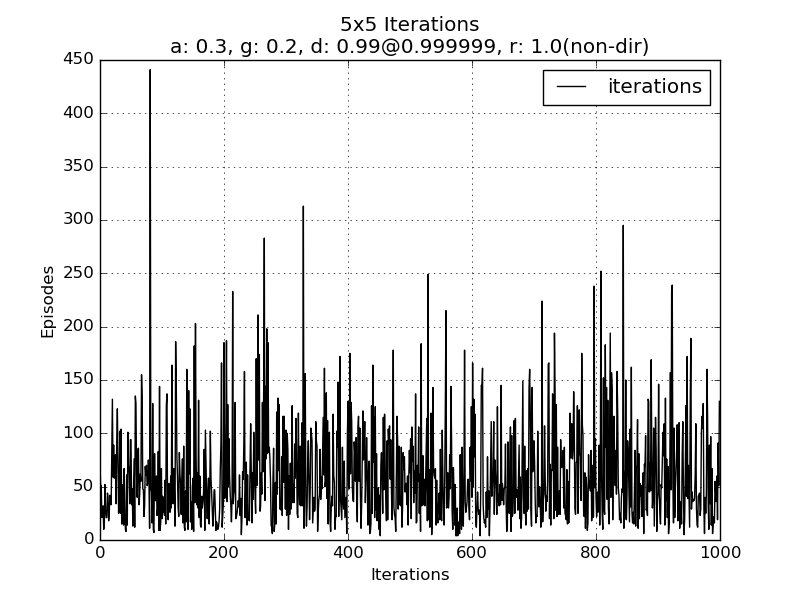 5x5 Iterations
a: 0.3, g: 0.2, d: 0.99@0.999999, r: 1.0(non-dir)
iterations
450
400
350
300
250
200
150
100
50
0
Episodes
0 200 400 600 800 1000
Iterations